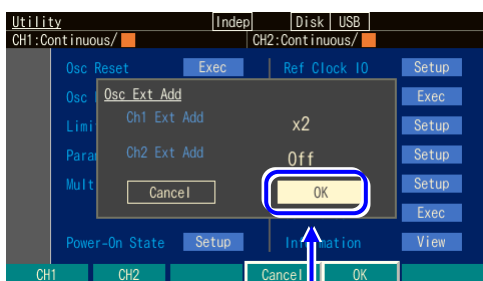 Utility Indep Disk USB
CH1:Continuous/ CH2:Continuous/
Osc Reset Exec Ref Clock IO Setup
Osc Exec
Osc Ext Add
Limi Ch1 Ext Add x2 Setup
Para Ch2 Ext Add Off Setup
Mult Cancel OK Setup
Exec
Power-On State Setup Information View
CH1 CH2 Cancel OK